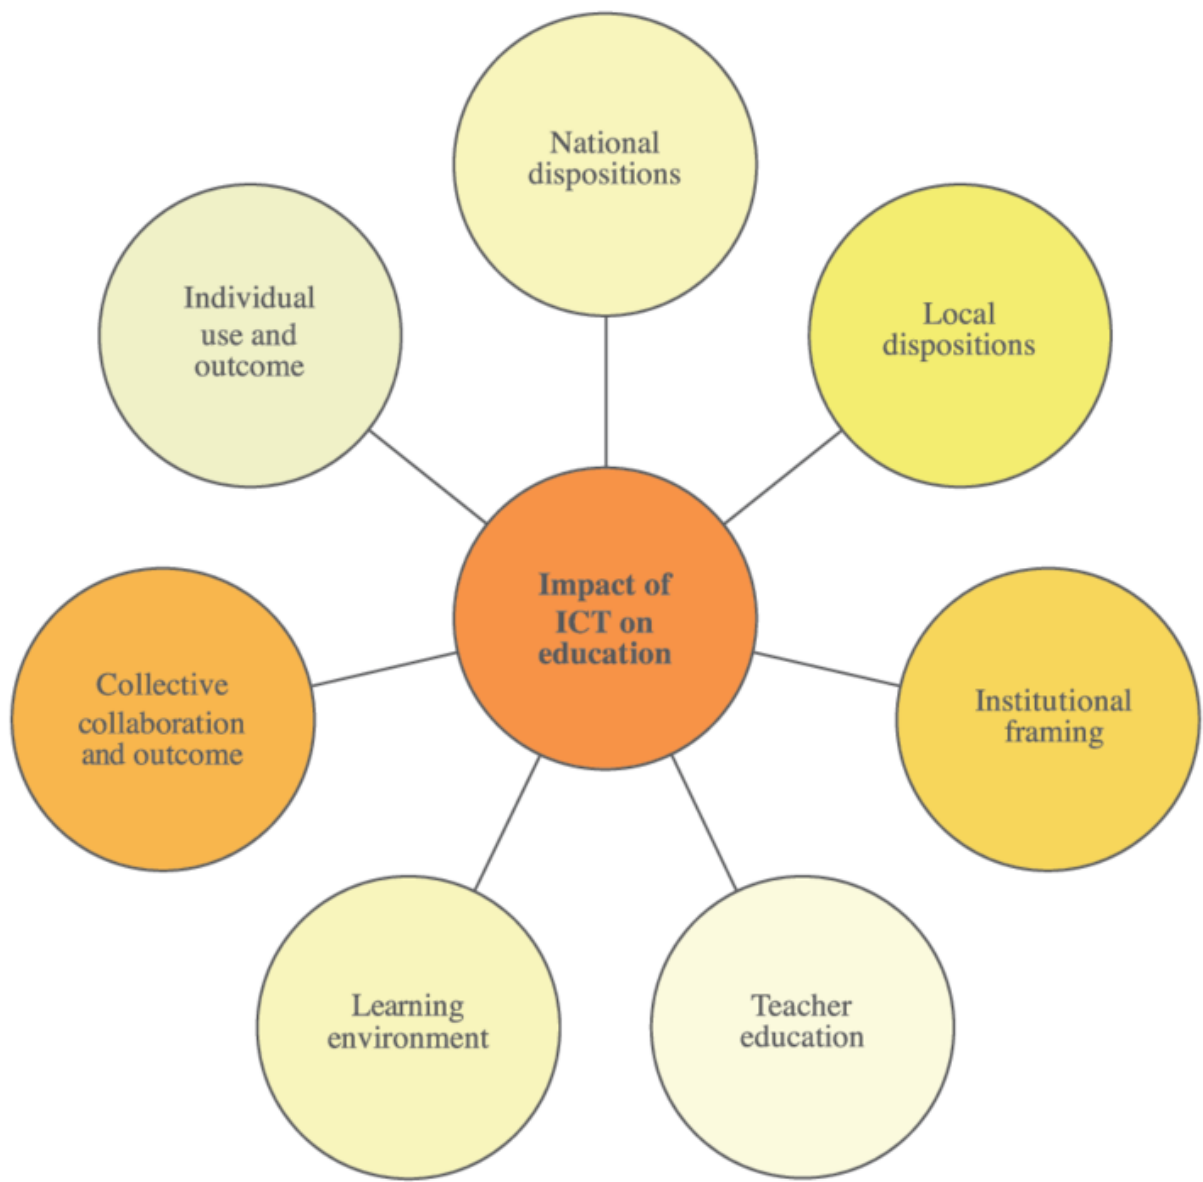 National
dispositions
Individual
use and
outcome
Local
dispositions
Impact of
ICT on
education
Collective
collaboration
and outcome
Institutional
framing
Learning
environment
Teacher
education